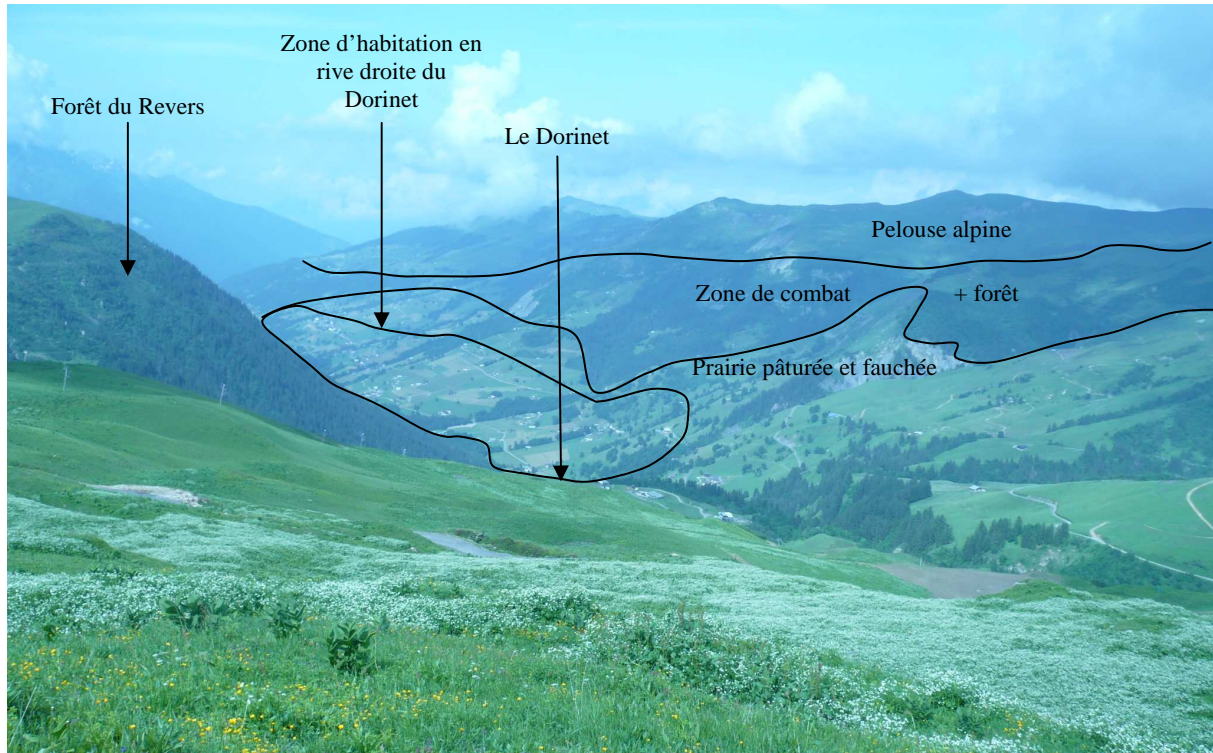 Zone d’habitation en
rive droite du
Dorinet
Forêt du Revers
Le Dorinet
Pelouse alpine
Zone de combat + forêt
Prairie pâturée et fauchée